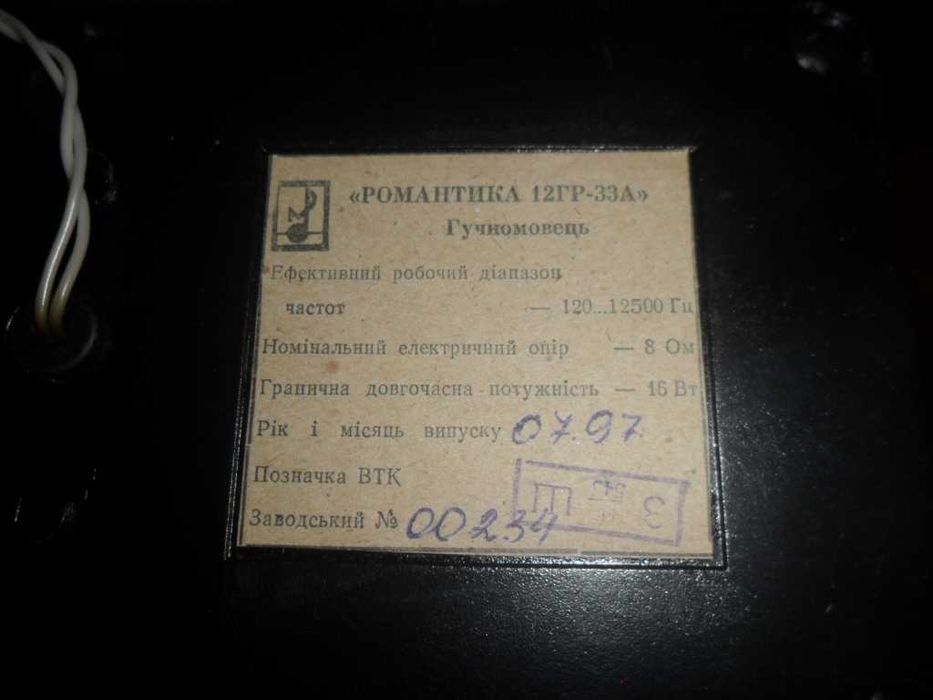 «РОМАНТИКА 12ГР-33А»
Гучномовець
Ефективний робочий діапазон
частот — 120...12500 Гц
Номінальний електричний опір — 8 Ом
Гранична довгочасна потужність — 16 Вт
Рік і місяць випуску 07.97
Позначка ВТК
Заводський № 00234